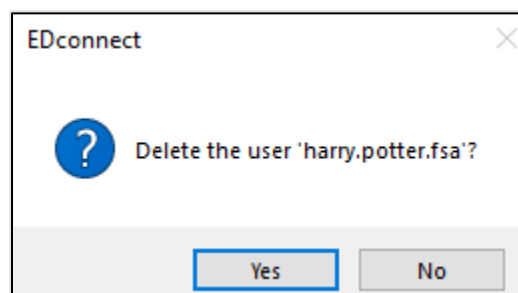 EDconnect
Delete the user 'harry.potter.fsa'?
Yes No